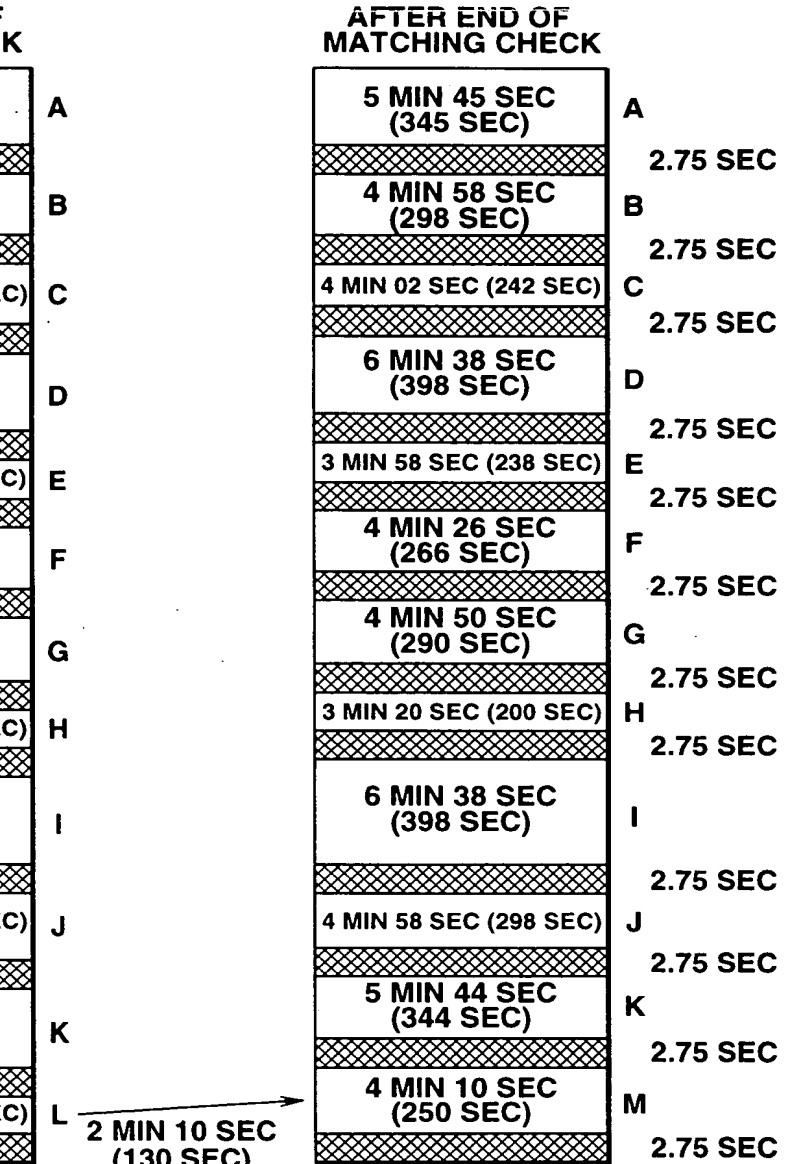 K
AFTER END OF
MATCHING CHECK
A
B
C) C
D
C) E
F
G
C) H
I
C) J
K
C) L
2 MIN 10 SEC
(130 SEC)
5 MIN 45 SEC
(345 SEC)
A
2.75 SEC
4 MIN 58 SEC
(298 SEC)
B
2.75 SEC
4 MIN 02 SEC (242 SEC)
C
2.75 SEC
6 MIN 38 SEC
(398 SEC)
D
2.75 SEC
3 MIN 58 SEC (238 SEC)
E
2.75 SEC
4 MIN 26 SEC
(266 SEC)
F
2.75 SEC
4 MIN 50 SEC
(290 SEC)
G
2.75 SEC
3 MIN 20 SEC (200 SEC)
H
2.75 SEC
6 MIN 38 SEC
(398 SEC)
I
2.75 SEC
4 MIN 58 SEC (298 SEC)
J
2.75 SEC
5 MIN 44 SEC
(344 SEC)
K
2.75 SEC
4 MIN 10 SEC
(250 SEC)
M
2.75 SEC